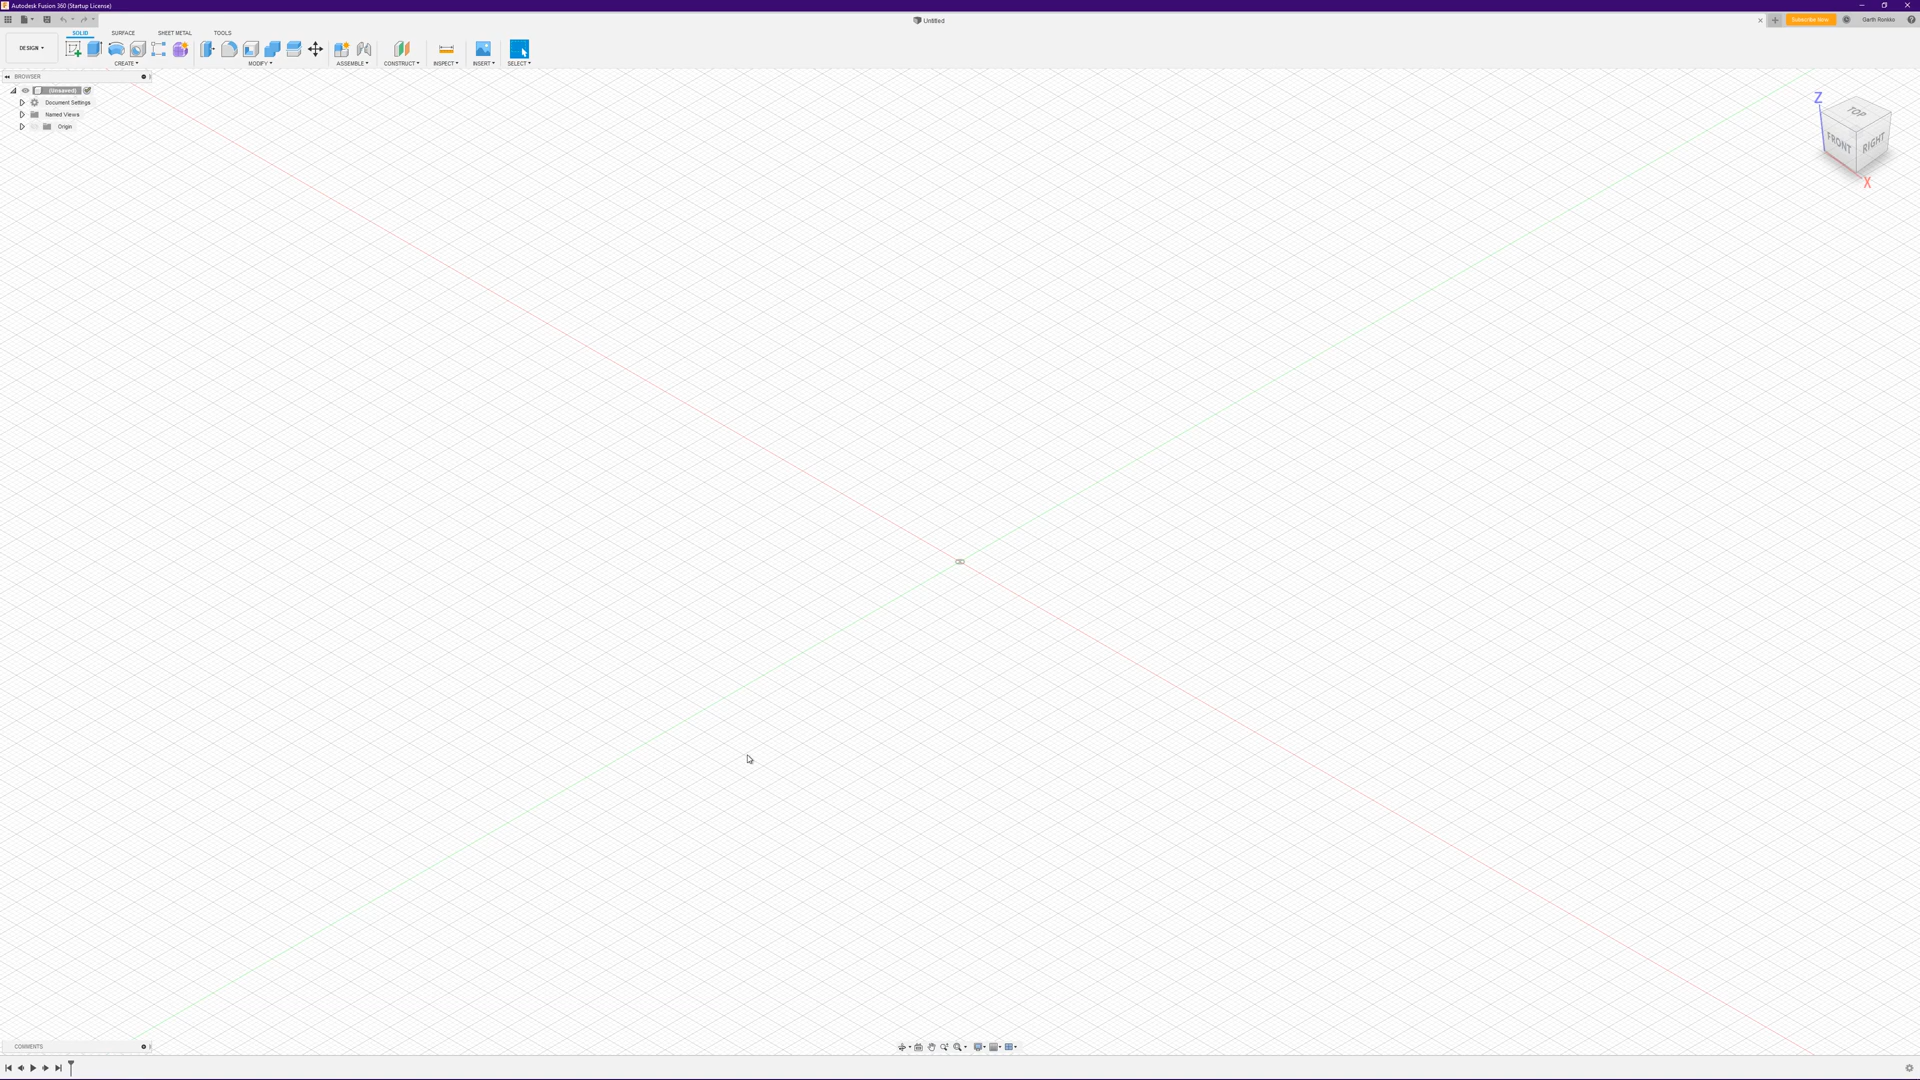 Autodesk Fusion 360 (Startup License)
Untitled
Subscribe Now
Garth Ronkko
DESIGN
SOLID
SURFACE
SHEET METAL
TOOLS
CREATE
MODIFY
ASSEMBLE
CONSTRUCT
INSPECT
INSERT
SELECT
BROWSER
(Unsaved)
Document Settings
Named Views
Origin
Z
TOP
FRONT
RIGHT
X
COMMENTS